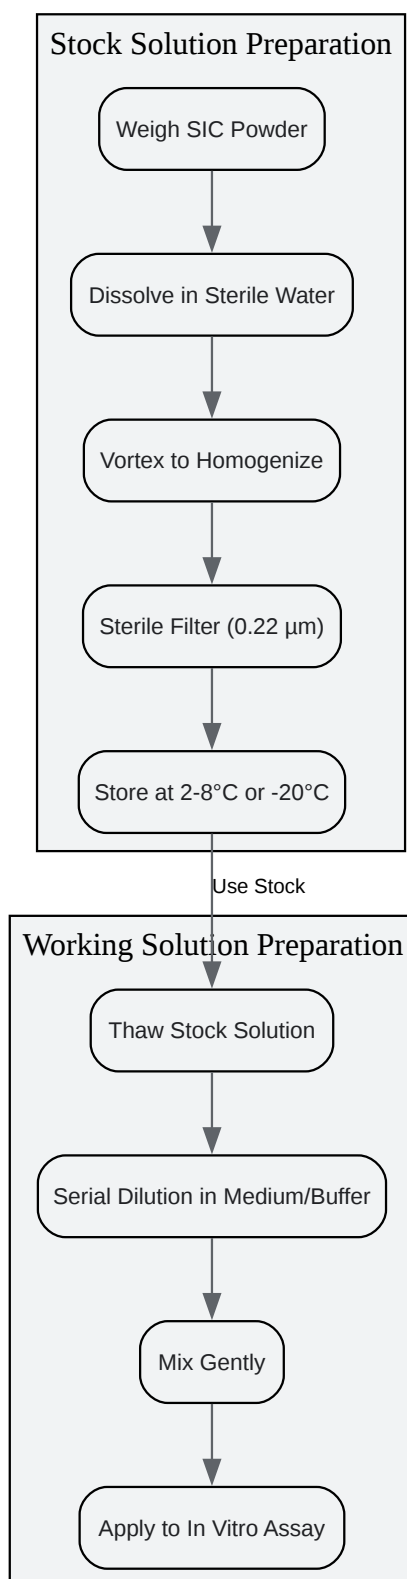 Stock Solution Preparation
Weigh SIC Powder
Dissolve in Sterile Water
Vortex to Homogenize
Sterile Filter (0.22 µm)
Store at 2-8°C or -20°C
Use Stock
Working Solution Preparation
Thaw Stock Solution
Serial Dilution in Medium/Buffer
Mix Gently
Apply to In Vitro Assay